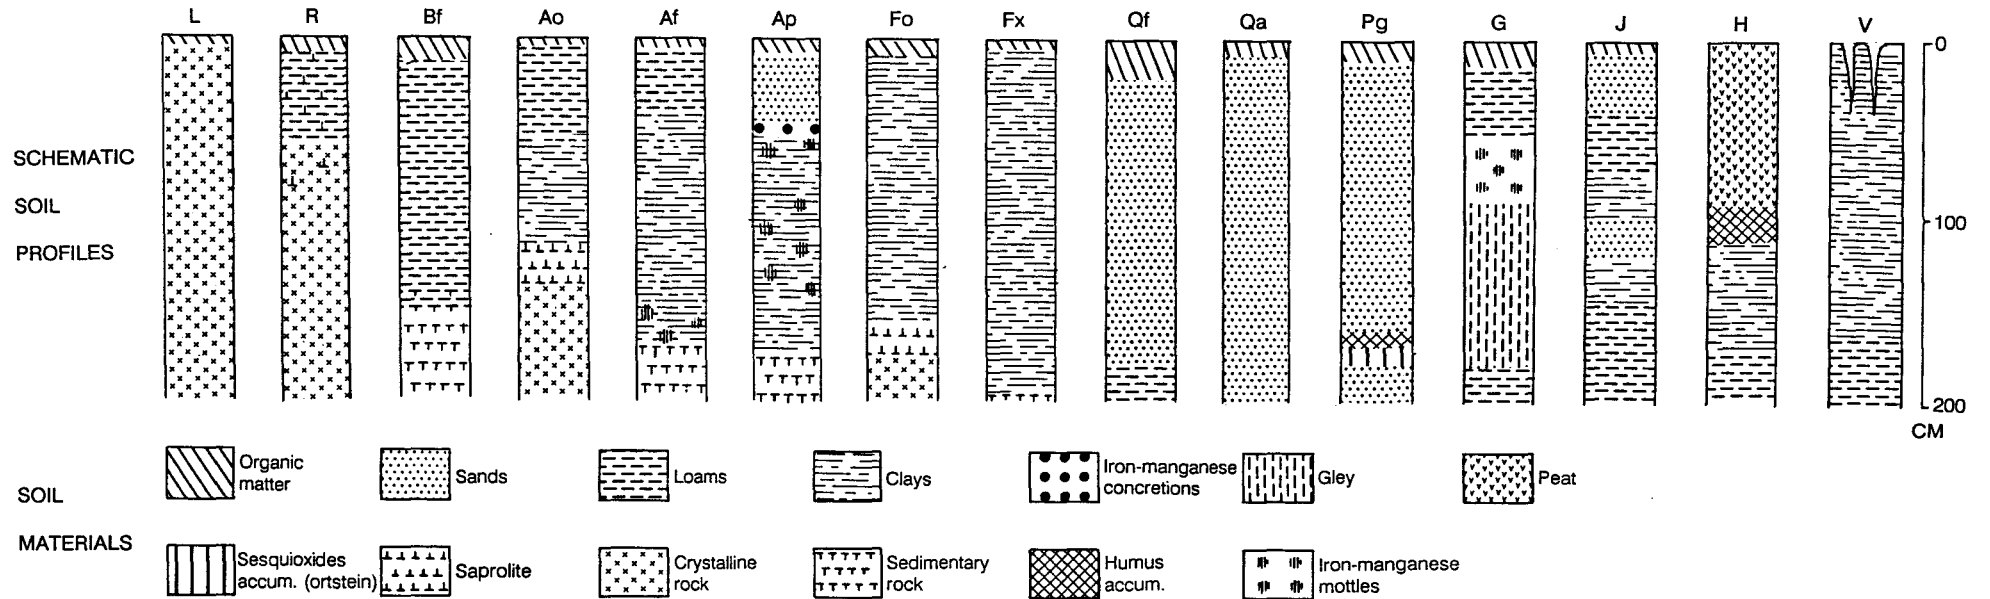 L R Bf Ao Af Ap Fo Fx Qf Qa Pg G J H V
0
SCHEMATIC
SOIL
PROFILES
100
200
CM
SOIL
MATERIALS
Organic
matter
Sands
Loams
Clays
Iron-manganese
concretions
Gley
Peat
Sesquioxides
accum. (ortstein)
Saprolite
Crystalline
rock
Sedimentary
rock
Humus
accum.
Iron-manganese
mottles